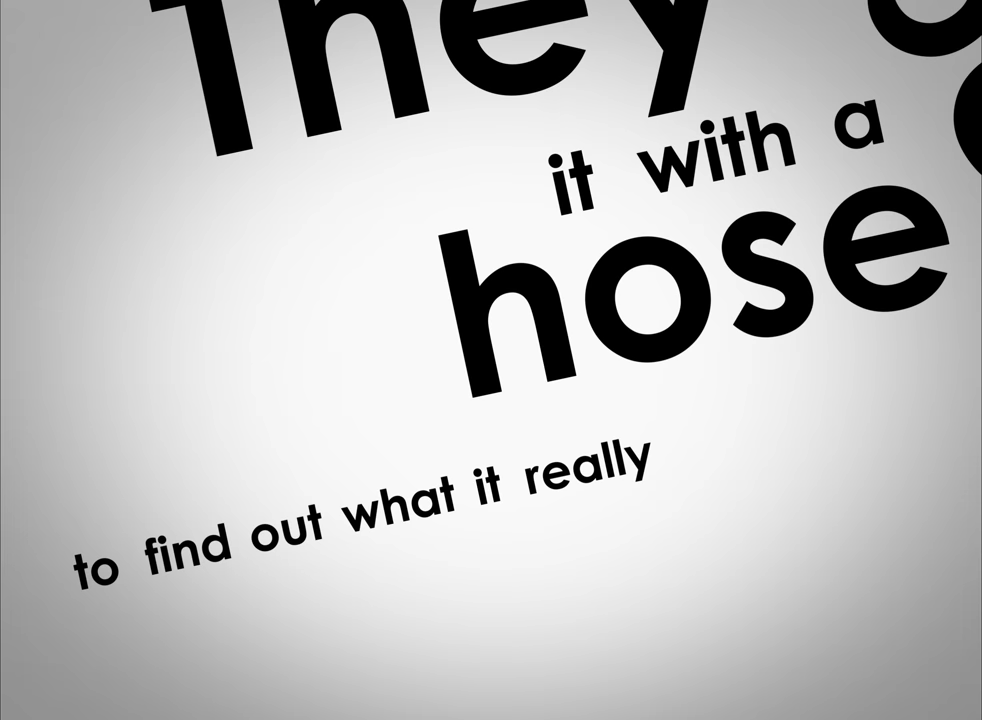 They
it with a
hose
to find out what it really